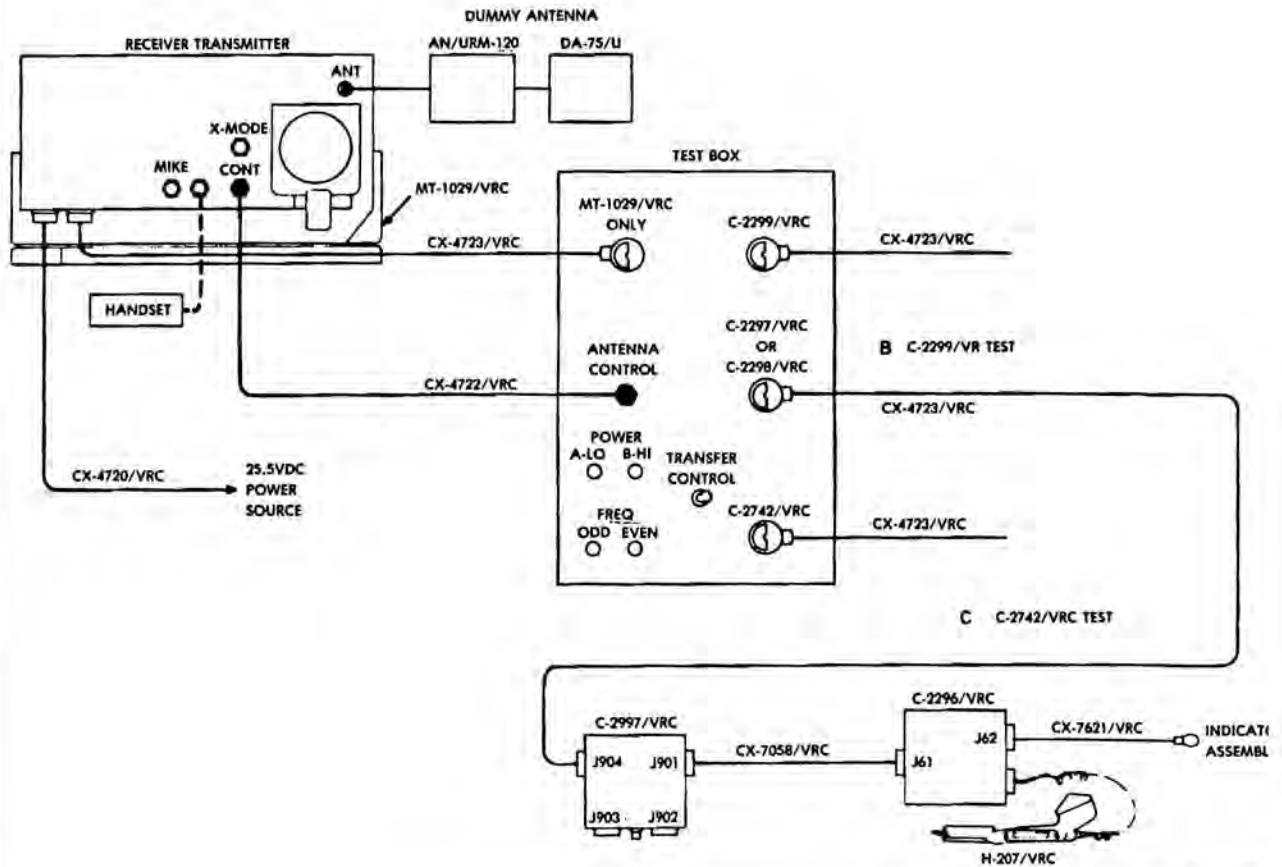 DUMMY ANTENNA
RECEIVER TRANSMITTER
AN/URM-120
DA-75/U
ANT
X-MODE
MIKE
CONT
MT-1029/VRC
CX-4723/VRC
HANDSET
CX-4722/VRC
CX-4720/VRC
25.5VDC
POWER
SOURCE
TEST BOX
MT-1029/VRC
ONLY
C-2299/VRC
CX-4723/VRC
ANTENNA
CONTROL
C-2297/VRC
OR
C-2298/VRC
B C-2299/VR TEST
CX-4723/VRC
POWER
A-LO B-HI
TRANSFER
CONTROL
FREQ
ODD EVEN
C-2742/VRC
CX-4723/VRC
C C-2742/VRC TEST
C-2997/VRC
J904
J901
J903
J902
CX-7058/VRC
C-2296/VRC
J61
J62
CX-7621/VRC
INDICATO
ASSEMBL
H-207/VRC